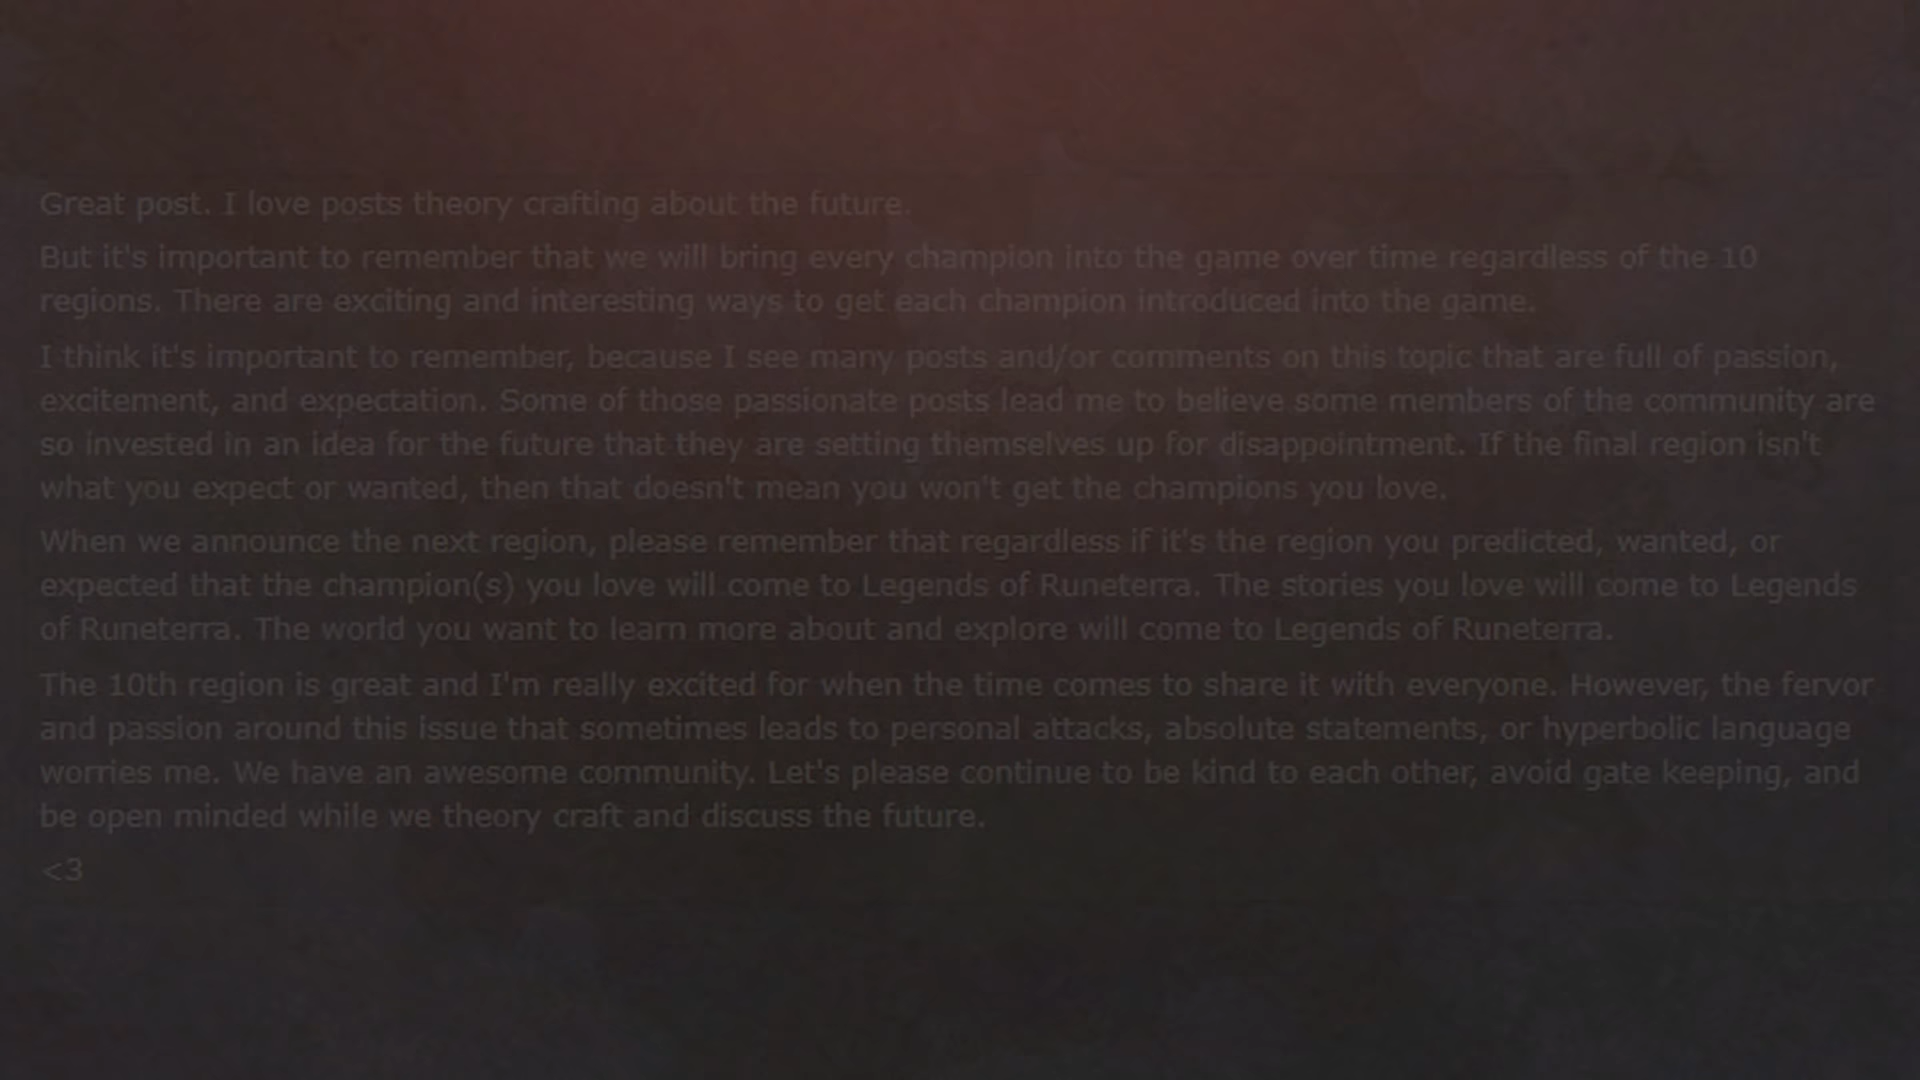 Great post. I love posts theory crafting about the future.
But it's important to remember that we will bring every champion into the game over time regardless of the 10
regions. There are exciting and interesting ways to get each champion introduced into the game.
I think it's important to remember, because I see many posts and/or comments on this topic that are full of passion,
excitement, and expectation. Some of those passionate posts lead me to believe some members of the community are
so invested in an idea for the future that they are setting themselves up for disappointment. If the final region isn't
what you expect or wanted, then that doesn't mean you won't get the champions you love.
When we announce the next region, please remember that regardless if it's the region you predicted, wanted, or
expected that the champion(s) you love will come to Legends of Runeterra. The stories you love will come to Legends
of Runeterra. The world you want to learn more about and explore will come to Legends of Runeterra.
The 10th region is great and I'm really excited for when the time comes to share it with everyone. However, the fervor
and passion around this issue that sometimes leads to personal attacks, absolute statements, or hyperbolic language
worries me. We have an awesome community. Let's please continue to be kind to each other, avoid gate keeping, and
be open minded while we theory craft and discuss the future.
<3